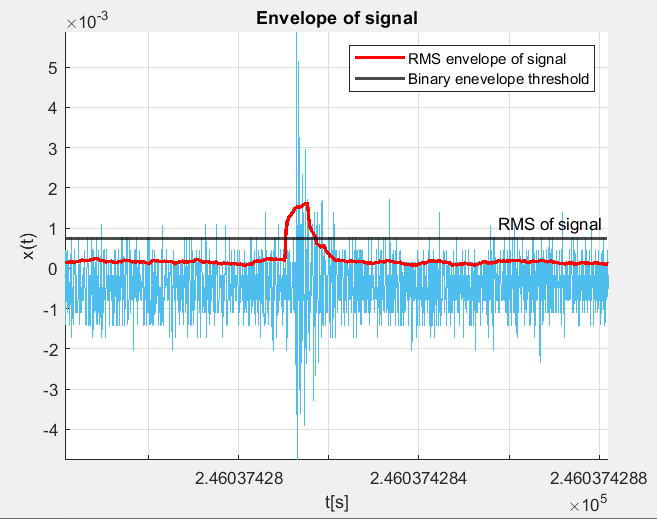 Envelope of signal
×10⁻³
RMS envelope of signal
Binary enevelope threshold
5
4
3
2
1
0
-1
-2
-3
-4
RMS of signal
x(t)
2.46037428
2.460374284
2.460374288
t[s]
×10⁵